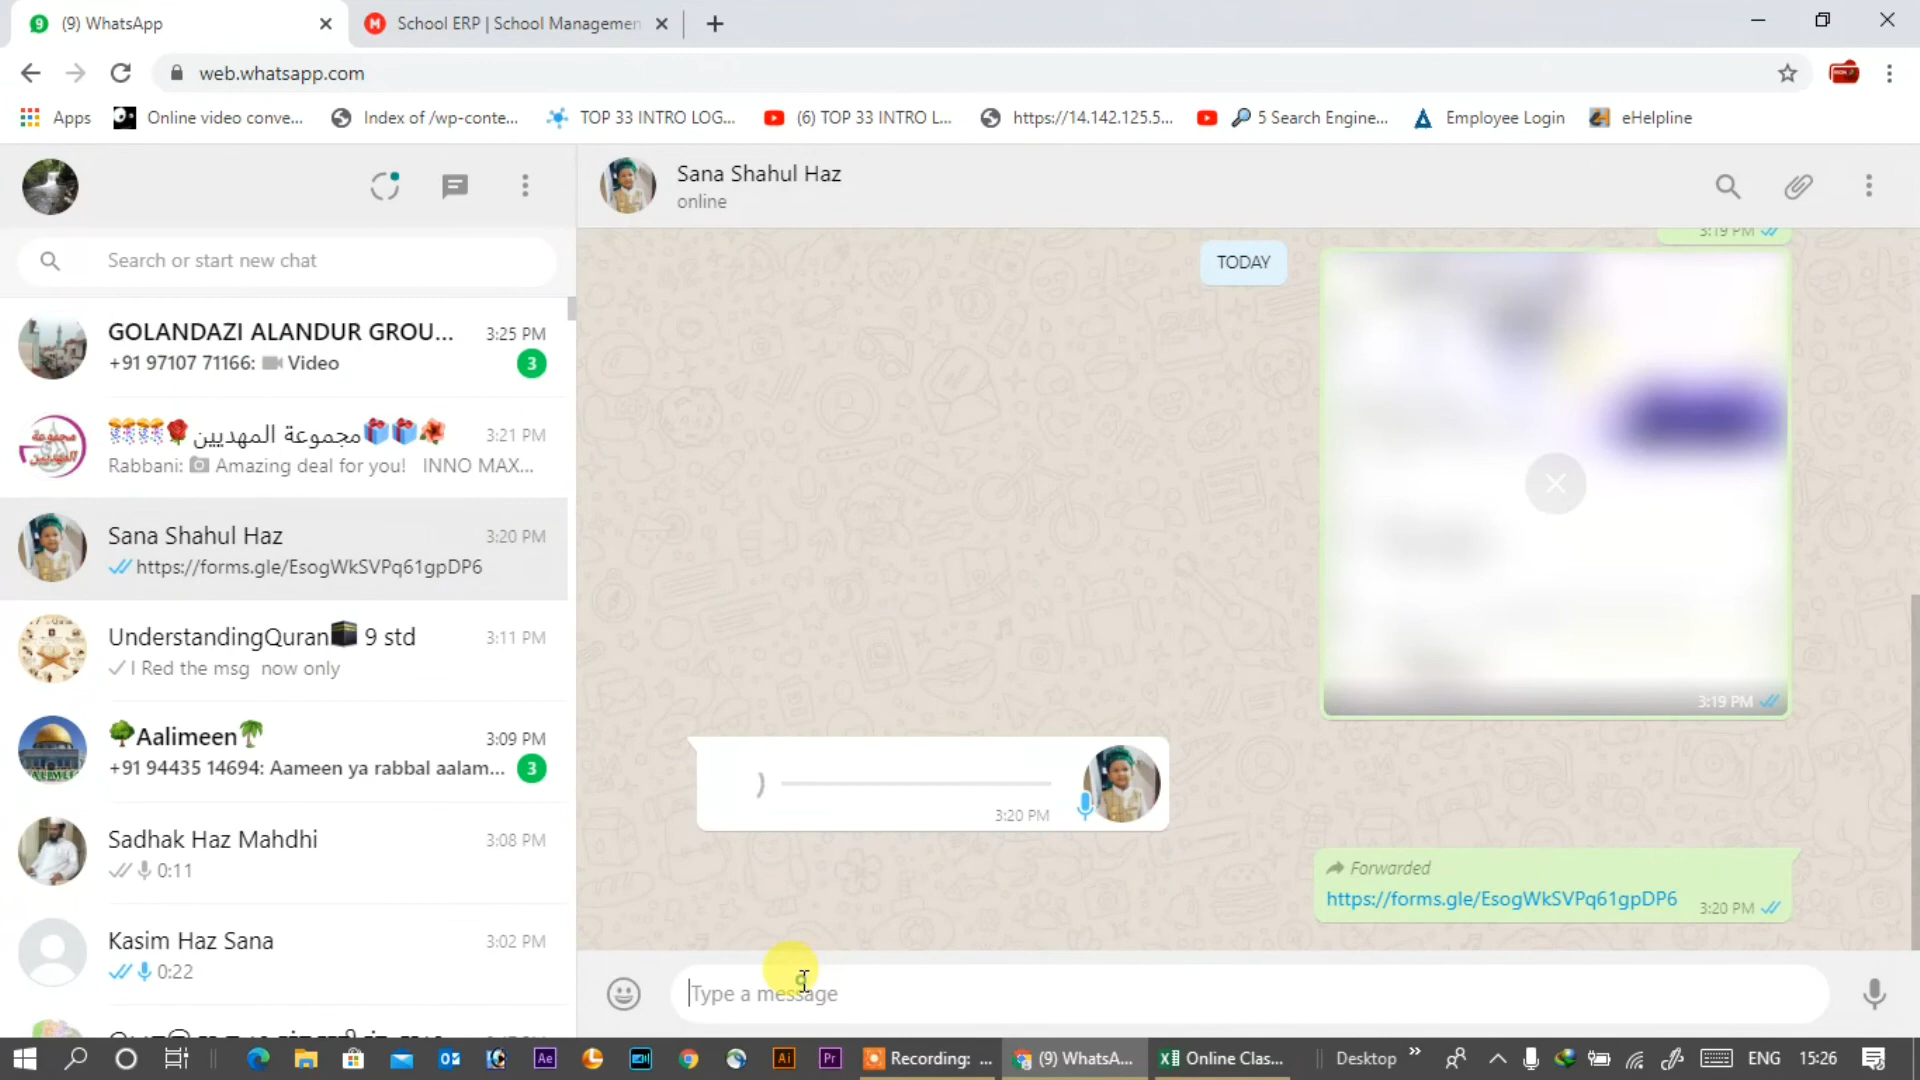 (9) WhatsApp
School ERP | School Managemen
web.whatsapp.com
Apps
Online video conve...
Index of /wp-conte...
TOP 33 INTRO LOG...
(6) TOP 33 INTRO L...
https://14.142.125.5...
5 Search Engine...
Employee Login
eHelpline
Search or start new chat
GOLANDAZI ALANDUR GROU... 3:25 PM
+91 97107 71166: Video 3
🎊🎊🌹مجموعة المهديين🎁🎁🌺 3:21 PM
Rabbani: Amazing deal for you! INNO MAX...
Sana Shahul Haz 3:20 PM
https://forms.gle/EsogWkSVPq61gpDP6
UnderstandingQuran🕋 9 std 3:11 PM
I Red the msg now only
🌳Aalimeen🌴 3:09 PM
+91 94435 14694: Aameen ya rabbal aalam... 3
Sadhak Haz Mahdhi 3:08 PM
0:11
Kasim Haz Sana 3:02 PM
0:22
Sana Shahul Haz
online
3:19 PM
TODAY
3:19 PM
3:20 PM
Forwarded
https://forms.gle/EsogWkSVPq61gpDP6 3:20 PM
Type a message
Recording: ...
(9) WhatsA...
Online Clas...
Desktop
ENG
15:26